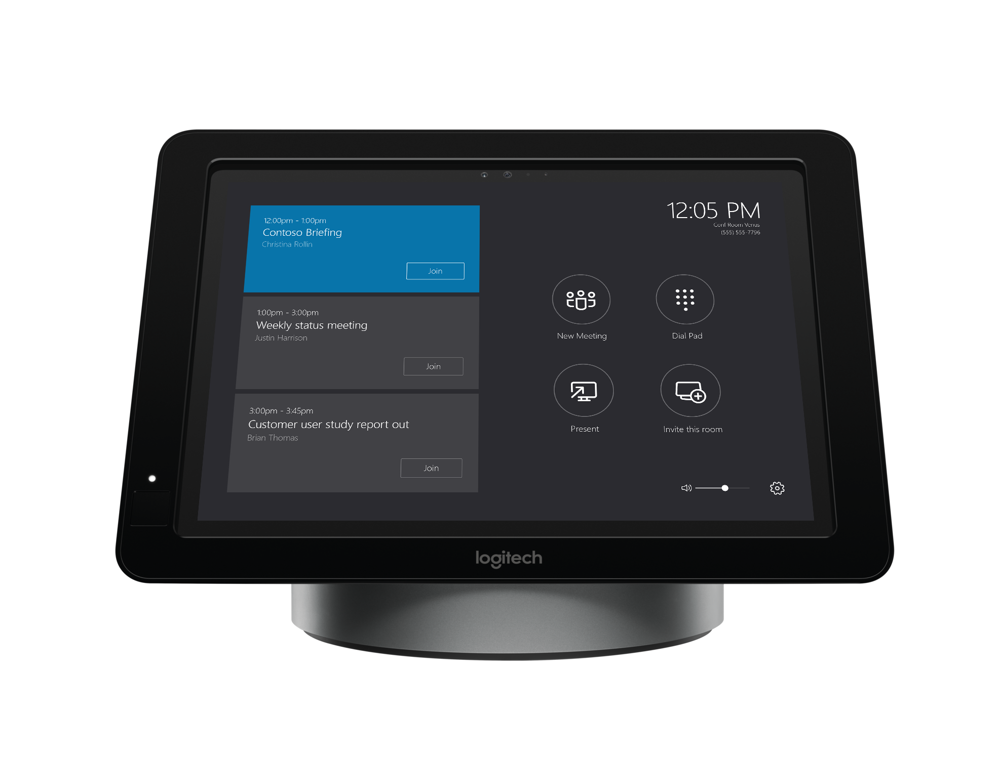 12:00pm - 1:00pm
Contoso Briefing
Christina Rollin
Join
1:00pm - 3:00pm
Weekly status meeting
Justin Harrison
Join
3:00pm - 3:45pm
Customer user study report out
Brian Thomas
Join
12:05 PM
Conf Room Venus
(555) 555-7796
New Meeting
Dial Pad
Present
Invite this room
logitech